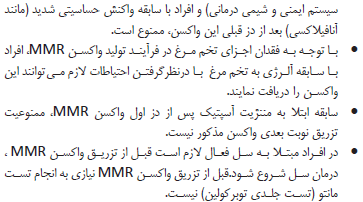 سیستم ایمنی و شیمی درمانی) و افراد با سابقه واکنش حساسیتی شدید (مانند
آنافیلاکسی) بعد از دز قبلی این واکسن، ممنوع است.
• با توجه به فقدان اجزای تخم مرغ در فرآیند تولید واکسن MMR، افراد
با سابقه آلرژی به تخم مرغ با درنظرگرفتن احتیاطات لازم می‌توانند این
واکسن را دریافت نمایند.
سابقه ابتلا به مننژیت آسپتیک پس از دز اول واکسن MMR، ممنوعیت
تزریق نوبت بعدی واکسن مذکور نیست.
• در افراد مبتلا به سل فعال لازم است قبل از تزریق واکسن MMR ،
درمان سل شروع شود.قبل از تزریق واکسن MMR نیازی به انجام تست
مانتو (تست جلدی توبرکولین) نیست.